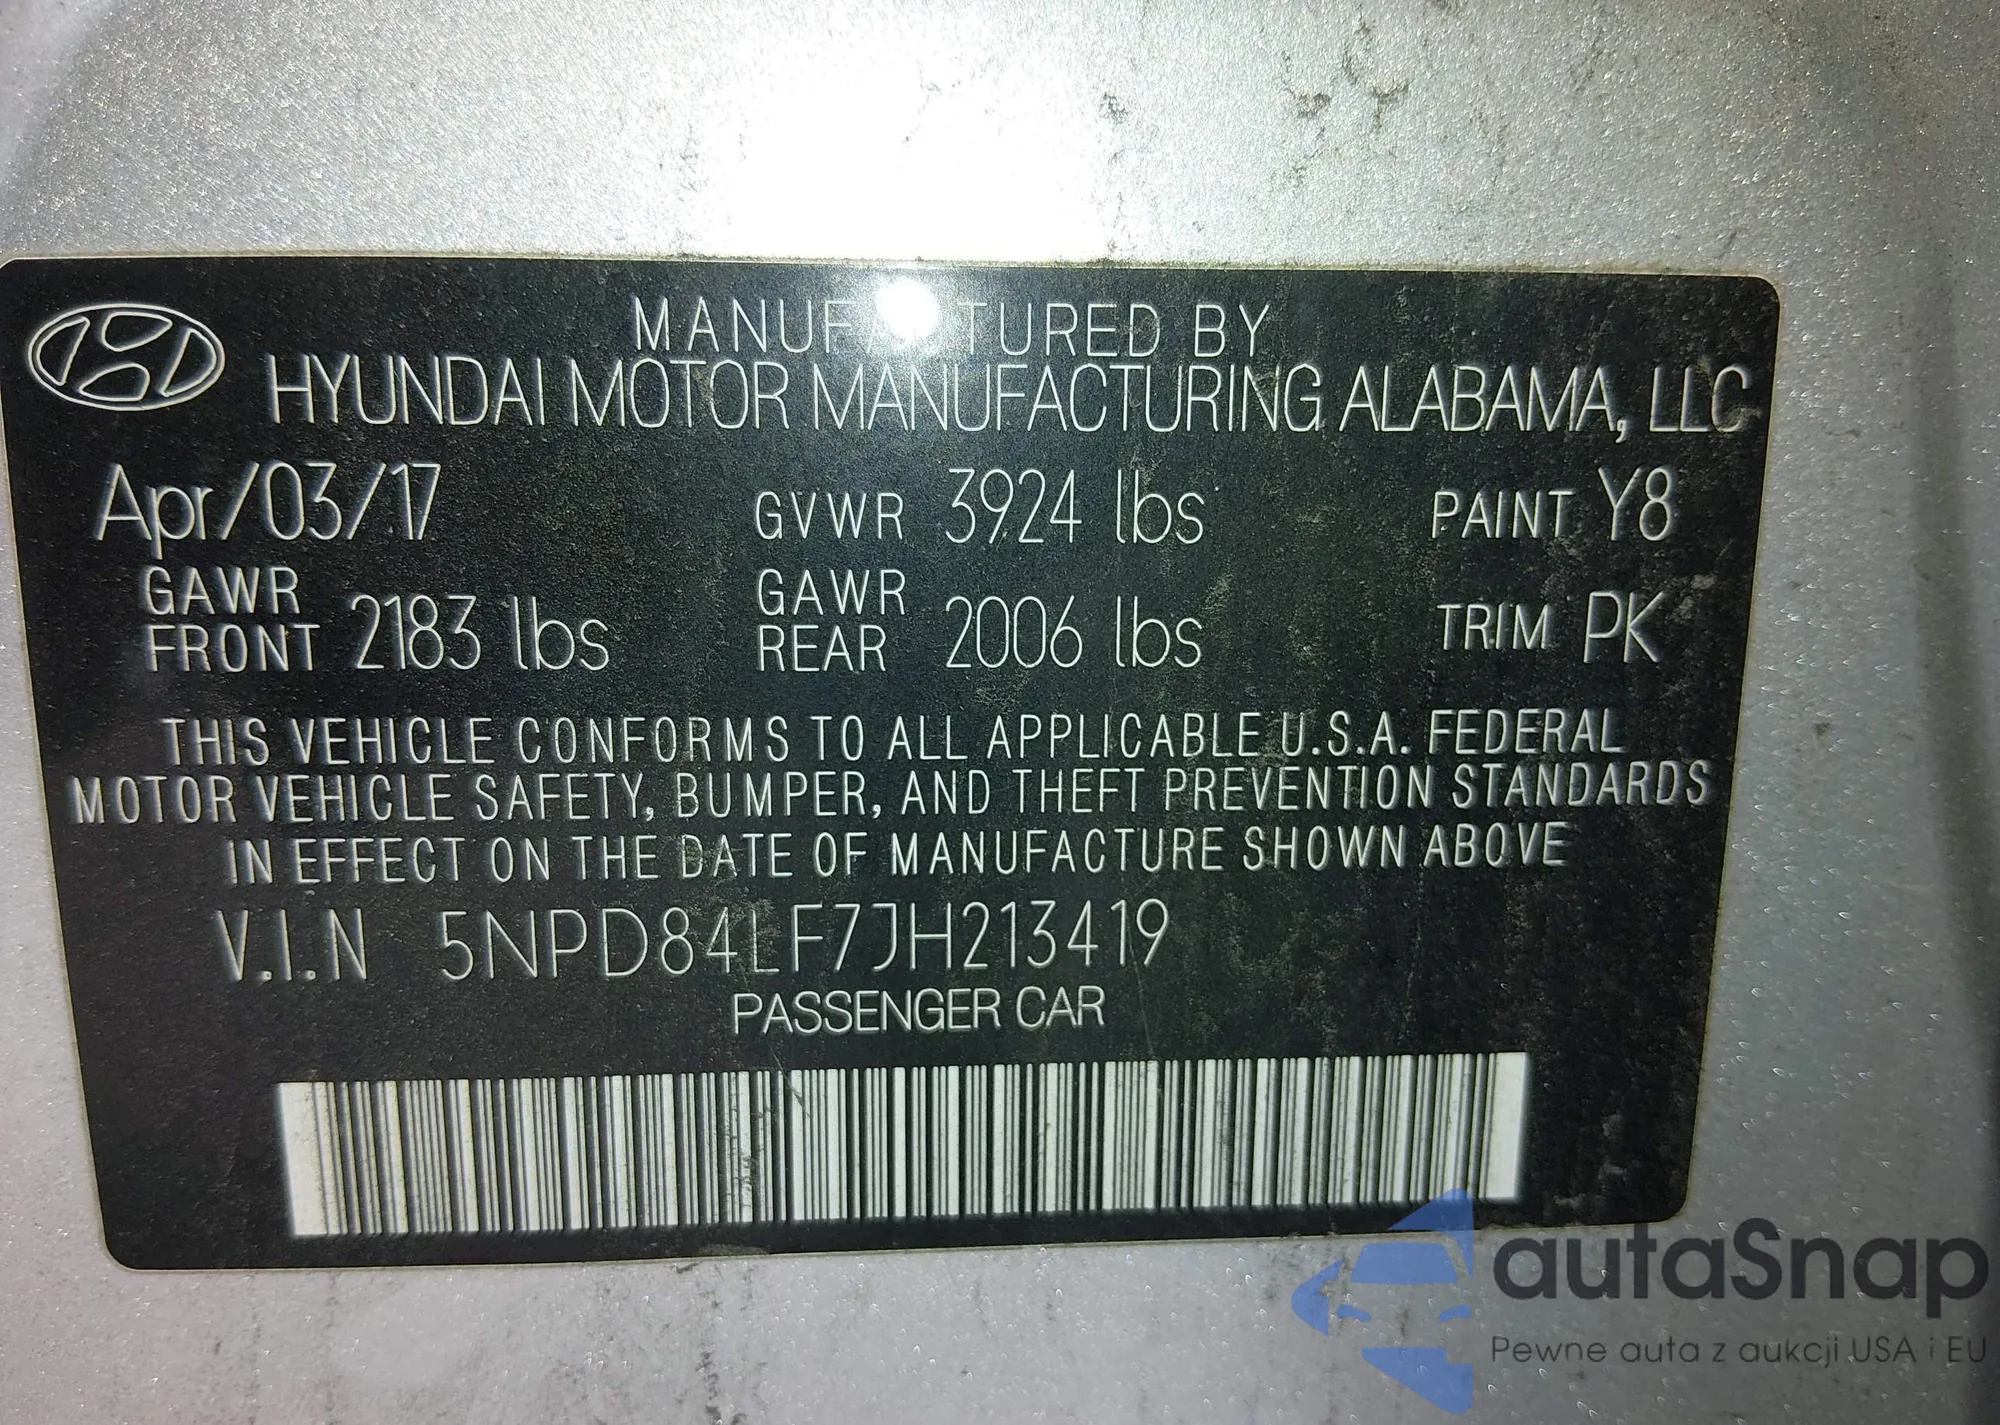 MANUFACTURED BY
HYUNDAI MOTOR MANUFACTURING ALABAMA, LLC
Apr/03/17 GVWR 3924 lbs PAINT Y8
GAWR FRONT 2183 lbs GAWR REAR 2006 lbs TRIM PK
THIS VEHICLE CONFORMS TO ALL APPLICABLE U.S.A. FEDERAL
MOTOR VEHICLE SAFETY, BUMPER, AND THEFT PREVENTION STANDARDS
IN EFFECT ON THE DATE OF MANUFACTURE SHOWN ABOVE
V.I.N 5NPD84LF7JH213419
PASSENGER CAR
autaSnap
Pewne auta z aukcji USA i EU